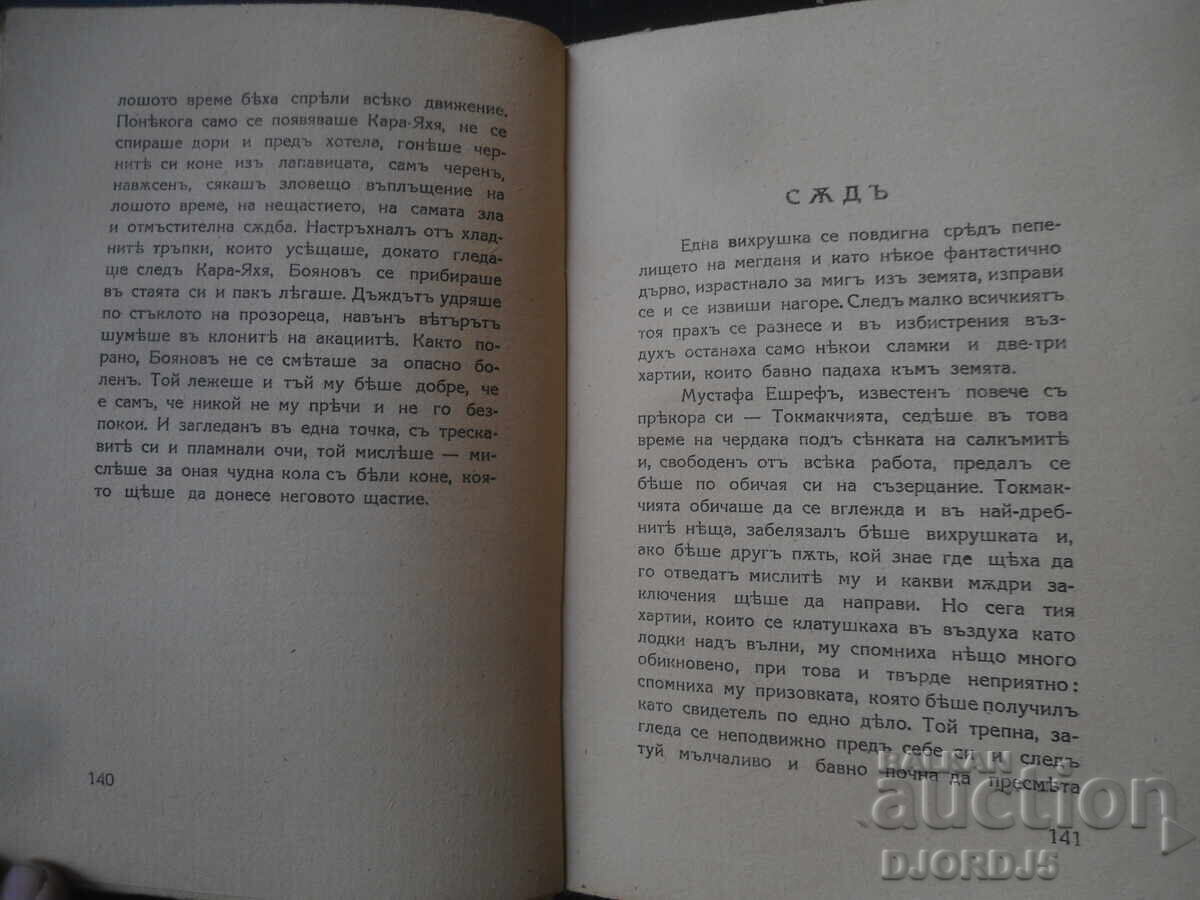 лошото време бѣха спрѣли всѣко движение.
Понѣкога само се появяваше Кара-Яхя, не се
спираше дори и предъ хотела, гонѣше чер-
нитѣ си коне изъ лапавицата, самъ черенъ,
навѫсенъ, сякашъ зловещо въплъщение на
лошото време, на нещастието, на самата зла
и отмъстителна сѫдба. Настръхналъ отъ хлад-
нитѣ тръпки, които усѣщаше, докато гледа-
ше следъ Кара-Яхя, Бояновъ се прибираше
въ стаята си и пакъ лѣгаше. Дъждътъ удряше
по стъклото на прозореца, навънъ вѣтърътъ
шумѣше въ клонитѣ на акациитѣ. Както по-
рано, Бояновъ не се смѣташе за опасно бо-
ленъ. Той лежеше и тъй му бѣше добре, че
е самъ, че никой не му прѣчи и не го без-
покои. И загледанъ въ една точка, съ треска-
витѣ си и пламнали очи, той мислѣше — ми-
слѣше за оная чудна кола съ бѣли коне, коя-
то щѣше да донесе неговото щастие.
140
СѪДЪ
Една вихрушка се повдигна срѣдъ пепе-
лището на мегданя и като нѣкое фантастично
дърво, израстнало за мигъ изъ земята, изправи
се и се извиши нагоре. Следъ малко всичкиятъ
тоя прахъ се разнесе и въ избистрения въз-
духъ останаха само нѣкои сламки и две-три
хартии, които бавно падаха къмъ земята.
Мустафа Ешрефъ, известенъ повече съ
прѣкора си — Токмакчията, седѣше въ това
време на чердака подъ сѣнката на салкъмитѣ
и, свободенъ отъ всѣка работа, предалъ се
бѣше по обичая си на съзерцание. Токмак-
чията обичаше да се вглежда и въ най-дреб-
нитѣ нѣща, забелязалъ бѣше вихрушката и,
ако бѣше другъ пѫть, кой знае где щѣха да
го отведатъ мислитѣ му и какви мѫдри за-
ключения щѣше да направи. Но сега тия
хартии, които се клатушкаха въ въздуха като
лодки надъ вълни, му спомниха нѣщо много
обикновено, при това и твърде неприятно:
спомниха му призовката, която бѣше получилъ
като свидетель по едно дѣло. Той трепна, за-
гледа се неподвижно предъ себе си и следъ
туй мълчаливо и бавно почна да пресмѣта
141
BALKAN
auction
DJORDJ5